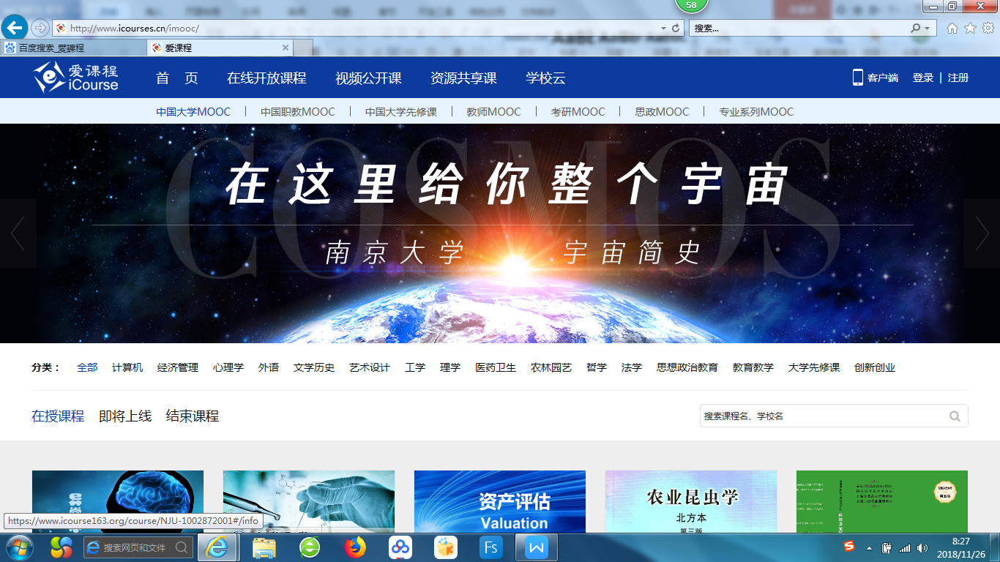 58
http://www.icourses.cn/imooc/
搜索...
百度搜索_爱課程
爱课程
爱课程 iCourse
首 页 在线开放课程 视频公开课 资源共享课 学校云
客户端 登录 | 注册
中国大学MOOC | 中国职教MOOC | 中国大学先修课 | 教师MOOC | 考研MOOC | 思政MOOC | 专业系列MOOC
COSMOS
在这里给你整个宇宙
南京大学 宇宙简史
分类： 全部 计算机 经济管理 心理学 外语 文学历史 艺术设计 工学 理学 医药卫生 农林园艺 哲学 法学 思想政治教育 教育教学 大学先修课 创新创业
在授课程 即将上线 结束课程
搜索课程名、学校名
资产评估
Valuation
农业昆虫学
北方本
第三版
第五版
https://www.icourse163.org/course/NJU-1002872001#/info
搜索网页和文件
Fs
W
S
8:27
2018/11/26